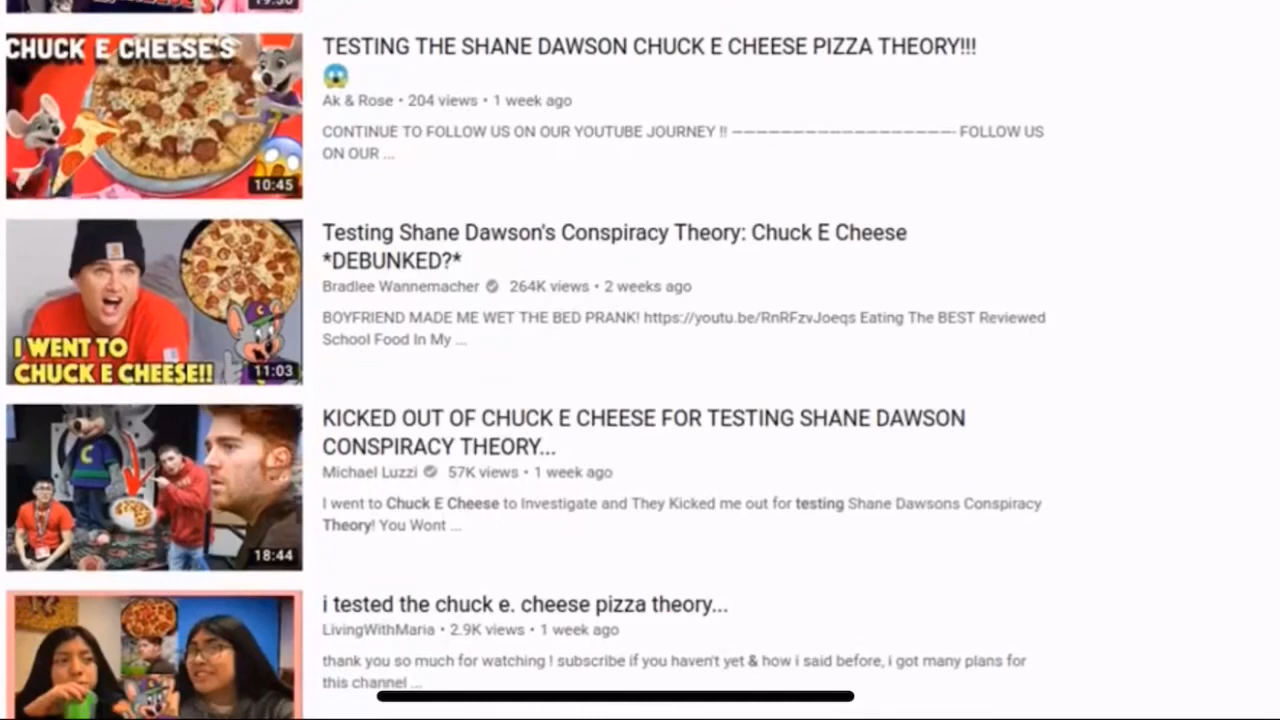 19:30
CHUCK E CHEESE'S
10:45
TESTING THE SHANE DAWSON CHUCK E CHEESE PIZZA THEORY!!!
😱
Ak & Rose • 204 views • 1 week ago
CONTINUE TO FOLLOW US ON OUR YOUTUBE JOURNEY !! ——————————————————- FOLLOW US
ON OUR ...
I WENT TO
CHUCK E CHEESE!!
11:03
Testing Shane Dawson's Conspiracy Theory: Chuck E Cheese
*DEBUNKED?*
Bradlee Wannemacher 264K views • 2 weeks ago
BOYFRIEND MADE ME WET THE BED PRANK! https://youtu.be/RnRFzvJoeqs Eating The BEST Reviewed
School Food In My ...
C
18:44
KICKED OUT OF CHUCK E CHEESE FOR TESTING SHANE DAWSON
CONSPIRACY THEORY...
Michael Luzzi 57K views • 1 week ago
I went to Chuck E Cheese to Investigate and They Kicked me out for testing Shane Dawsons Conspiracy
Theory! You Wont ...
i tested the chuck e. cheese pizza theory...
LivingWithMaria • 2.9K views • 1 week ago
thank you so much for watching ! subscribe if you haven't yet & how i said before, i got many plans for
this channel ...